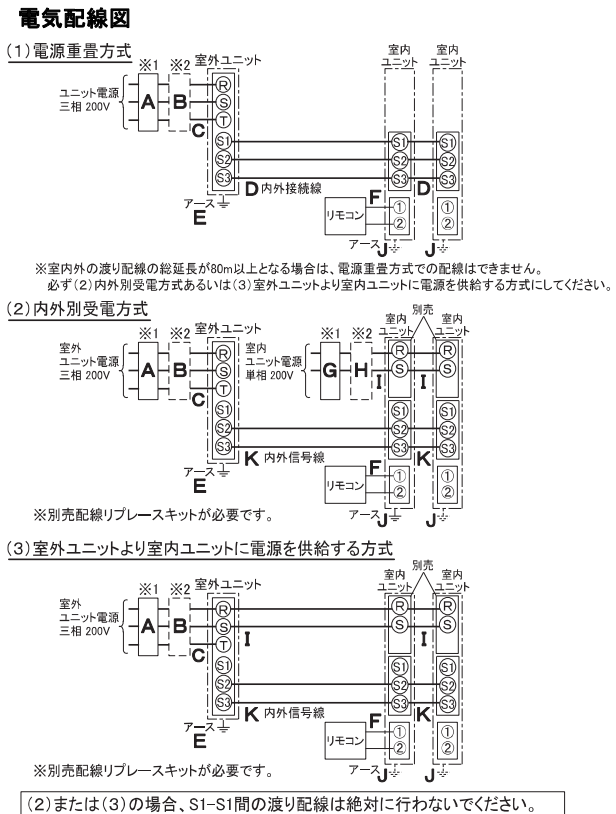 電気配線図
(1)電源重畳方式
※1 ※2 室外ユニット 室内ユニット 室内ユニット
ユニット電源
三相 200V
A B C
R
S
T
S1 S1 S1
S2 S2 S2
S3 S3 S3
D 内外接続線 F D
アース E
リモコン ① ①
② ②
アース J J
※室内外の渡り配線の総延長が80m以上となる場合は、電源重畳方式での配線はできません。
必ず(2)内外別受電方式あるいは(3)室外ユニットより室内ユニットに電源を供給する方式にしてください。
(2)内外別受電方式
別売
※1 ※2 室外ユニット ※1 ※2 室内ユニット 室内ユニット
室外
ユニット電源
三相 200V
A B C
室内
ユニット電源
単相 200V
G H I I
R R R
S S S
T
S1 S1 S1
S2 S2 S2
S3 S3 S3
K 内外信号線 F K
アース E
リモコン ① ①
② ②
※別売配線リプレースキットが必要です。
アース J J
(3)室外ユニットより室内ユニットに電源を供給する方式
別売
※1 ※2 室外ユニット 室内ユニット 室内ユニット
室外
ユニット電源
三相 200V
A B C
R R R
S I S I S
T
S1 S1 S1
S2 S2 S2
S3 S3 S3
K 内外信号線 F K
アース E
リモコン ① ①
② ②
※別売配線リプレースキットが必要です。
アース J J
(2)または(3)の場合、S1-S1間の渡り配線は絶対に行わないでください。